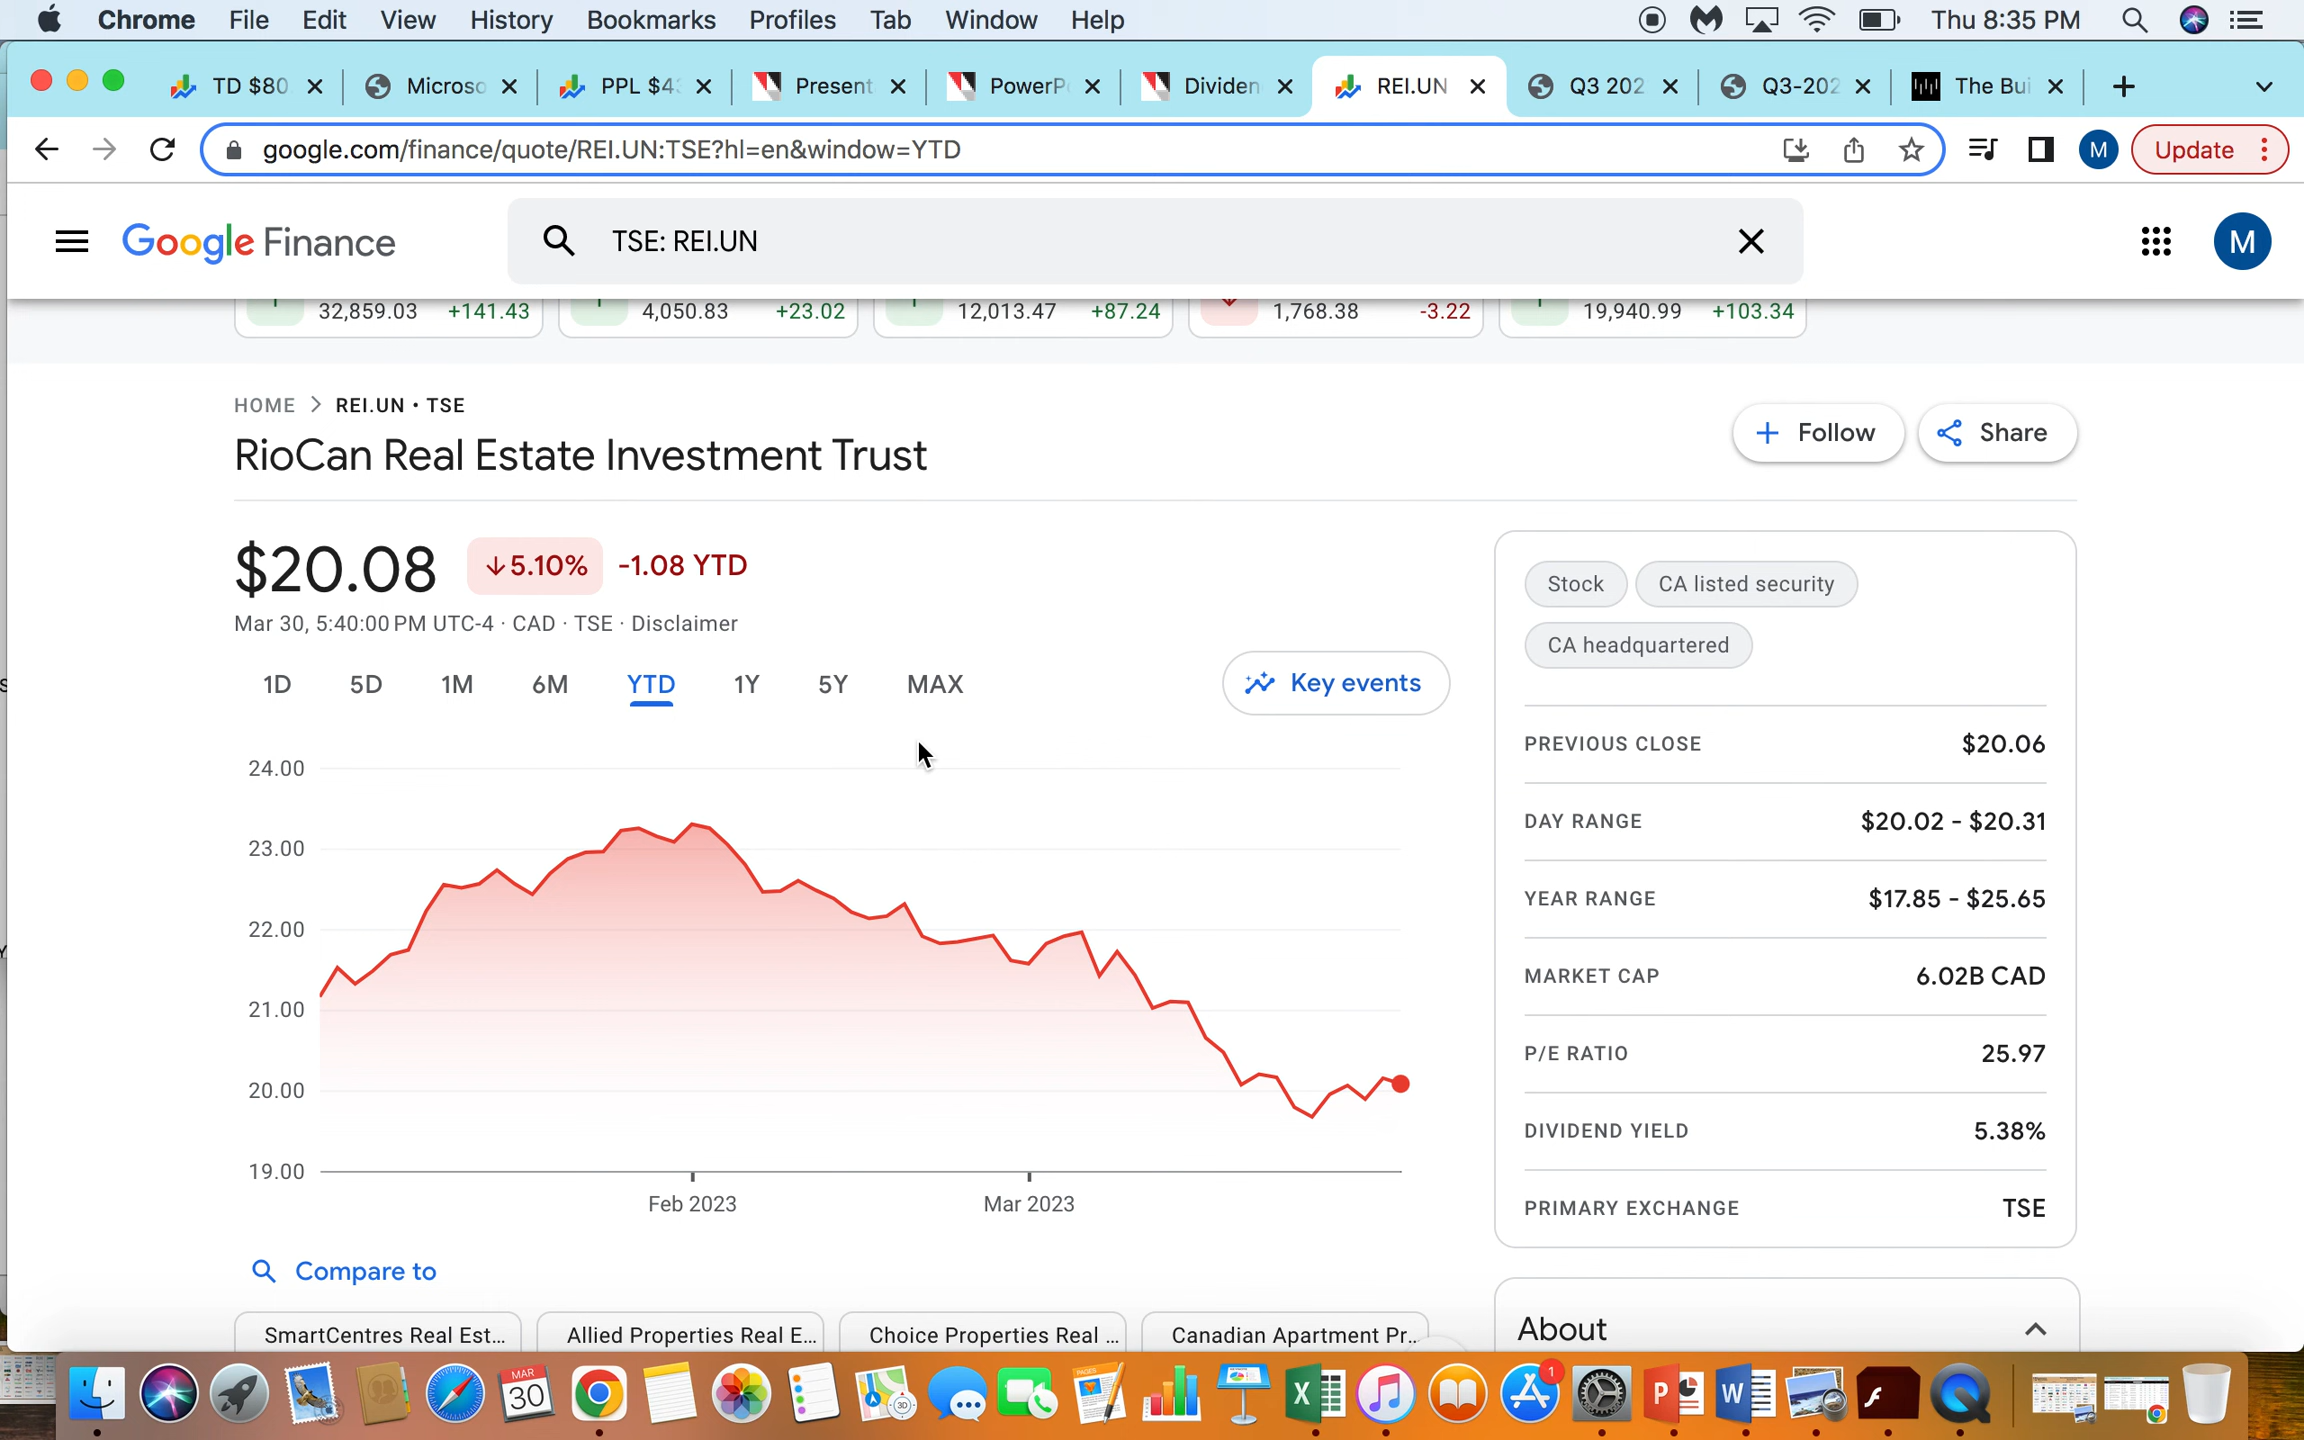 Chrome File Edit View History Bookmarks Profiles Tab Window Help Thu 8:35 PM
TD $80 Microso PPL $43 Present PowerP Dividen REI.UN Q3 202 Q3-202 The Bui
google.com/finance/quote/REI.UN:TSE?hl=en&window=YTD M Update
Google Finance TSE: REI.UN M
32,859.03 +141.43 4,050.83 +23.02 12,013.47 +87.24 1,768.38 -3.22 19,940.99 +103.34
HOME > REI.UN • TSE
RioCan Real Estate Investment Trust
+ Follow Share
$20.08 ↓5.10% -1.08 YTD
Mar 30, 5:40:00 PM UTC-4 · CAD · TSE · Disclaimer
1D 5D 1M 6M YTD 1Y 5Y MAX Key events
24.00
23.00
22.00
21.00
20.00
19.00
Feb 2023 Mar 2023
Compare to
SmartCentres Real Est... Allied Properties Real E... Choice Properties Real ... Canadian Apartment Pr...
Stock CA listed security
CA headquartered
PREVIOUS CLOSE $20.06
DAY RANGE $20.02 - $20.31
YEAR RANGE $17.85 - $25.65
MARKET CAP 6.02B CAD
P/E RATIO 25.97
DIVIDEND YIELD 5.38%
PRIMARY EXCHANGE TSE
About
MAR
30
3D
PAGES
X
1
P
W